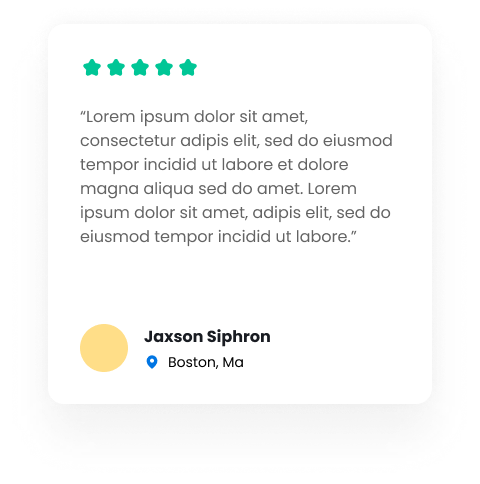 “Lorem ipsum dolor sit amet,
consectetur adipis elit, sed do eiusmod
tempor incidid ut labore et dolore
magna aliqua sed do amet. Lorem
ipsum dolor sit amet, adipis elit, sed do
eiusmod tempor incidid ut labore.”
Jaxson Siphron
Boston, Ma